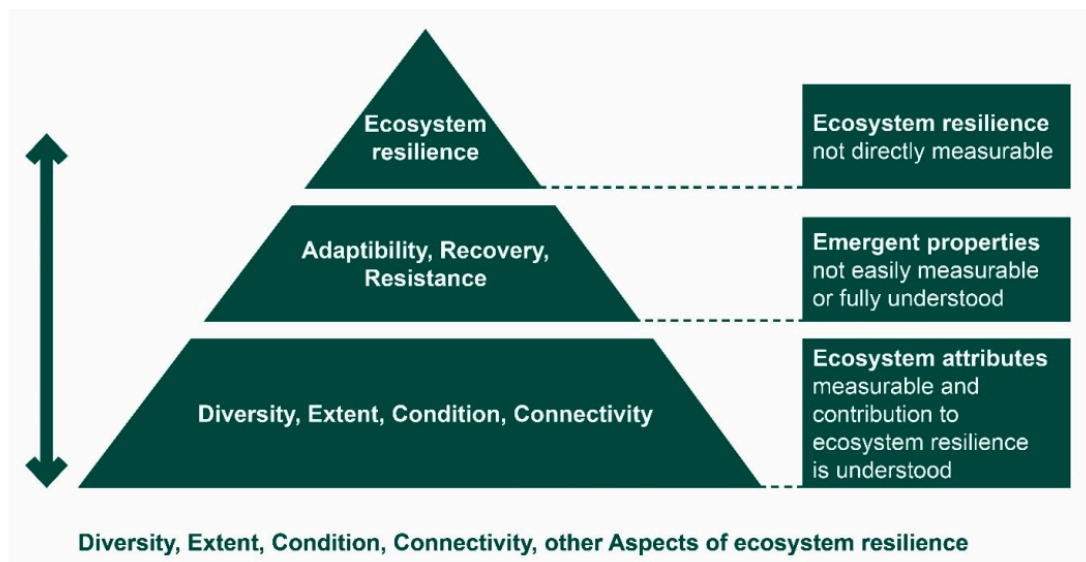 Ecosystem
resilience
Ecosystem resilience
not directly measurable
Adaptibility, Recovery,
Resistance
Emergent properties
not easily measurable
or fully understood
Diversity, Extent, Condition, Connectivity
Ecosystem attributes
measurable and
contribution to
ecosystem resilience
is understood
Diversity, Extent, Condition, Connectivity, other Aspects of ecosystem resilience